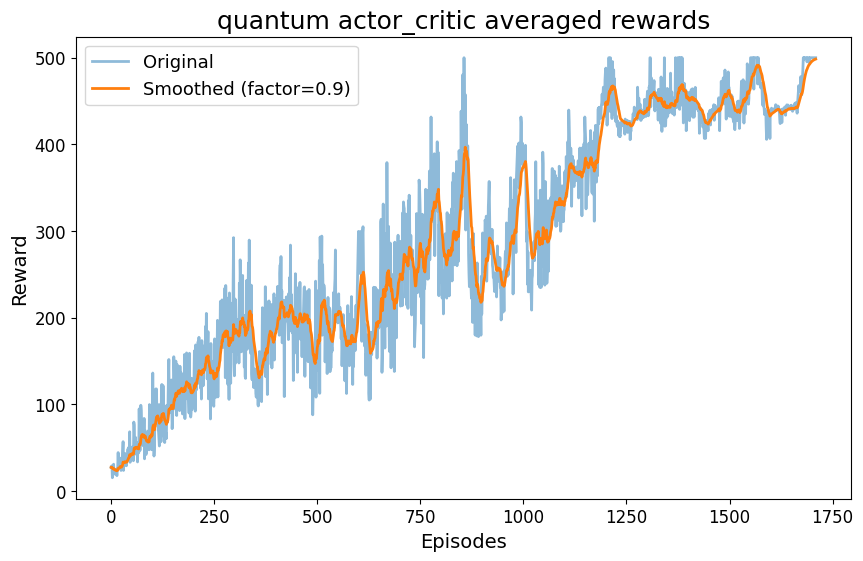 quantum actor_critic averaged rewards
Original
Smoothed (factor=0.9)
500
400
300
200
100
0
Reward
0 250 500 750 1000 1250 1500 1750
Episodes